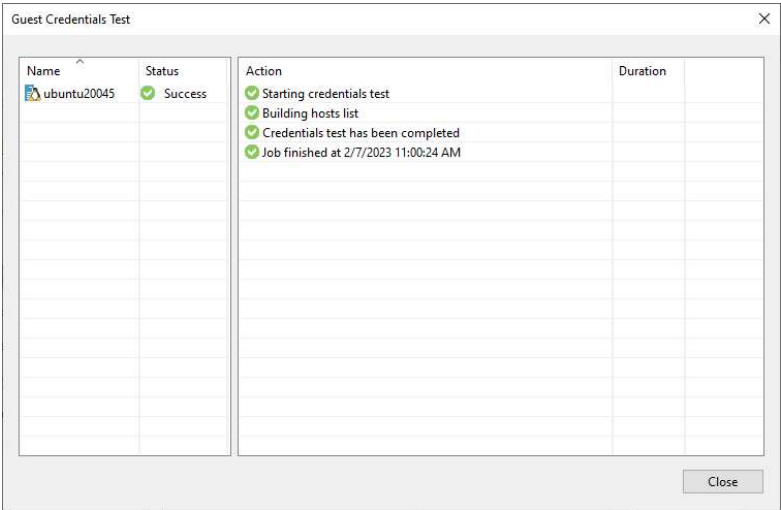 Guest Credentials Test
Name Status
ubuntu20045 Success
Action Duration
Starting credentials test
Building hosts list
Credentials test has been completed
Job finished at 2/7/2023 11:00:24 AM
Close